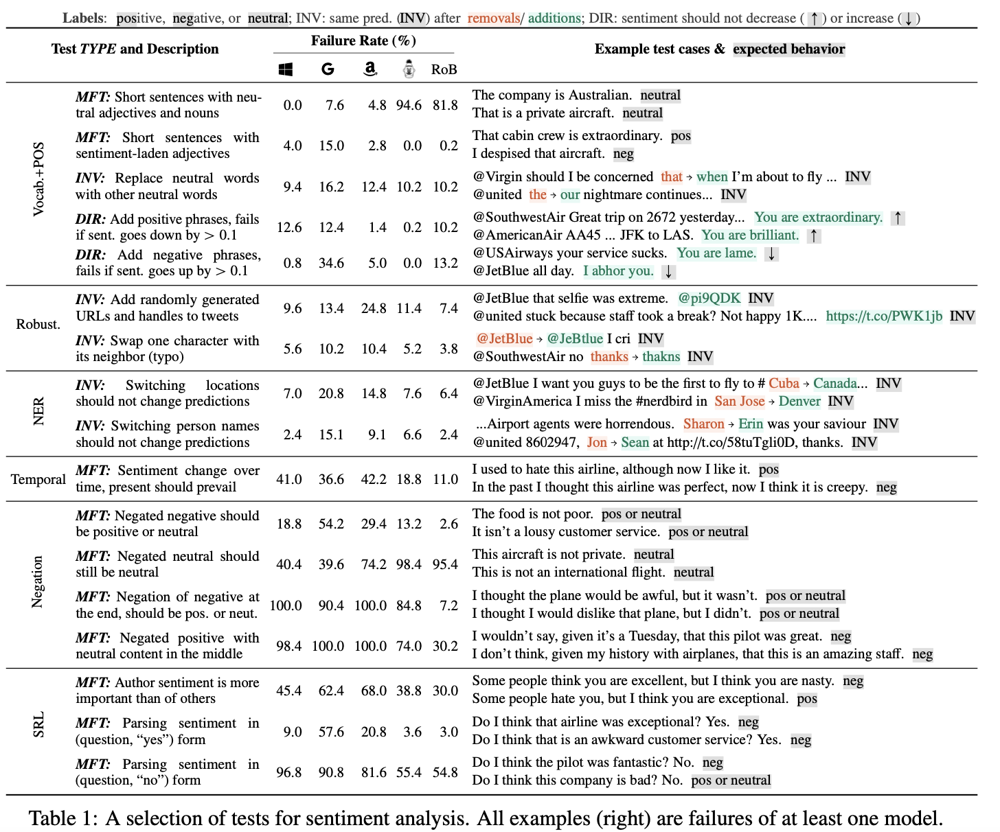 Labels: positive, negative, or neutral; INV: same pred. (INV) after removals/ additions; DIR: sentiment should not decrease ( ↑ ) or increase ( ↓ )
Test TYPE and Description
Failure Rate (%)
Example test cases & expected behavior
G a RoB
Vocab.+POS
MFT: Short sentences with neu-
tral adjectives and nouns
0.0 7.6 4.8 94.6 81.8
The company is Australian. neutral
That is a private aircraft. neutral
MFT: Short sentences with
sentiment-laden adjectives
4.0 15.0 2.8 0.0 0.2
That cabin crew is extraordinary. pos
I despised that aircraft. neg
INV: Replace neutral words
with other neutral words
9.4 16.2 12.4 10.2 10.2
@Virgin should I be concerned that → when I'm about to fly ... INV
@united the → our nightmare continues... INV
DIR: Add positive phrases, fails
if sent. goes down by > 0.1
12.6 12.4 1.4 0.2 10.2
@SouthwestAir Great trip on 2672 yesterday... You are extraordinary. ↑
@AmericanAir AA45 ... JFK to LAS. You are brilliant. ↑
DIR: Add negative phrases,
fails if sent. goes up by > 0.1
0.8 34.6 5.0 0.0 13.2
@USAirways your service sucks. You are lame. ↓
@JetBlue all day. I abhor you. ↓
Robust.
INV: Add randomly generated
URLs and handles to tweets
9.6 13.4 24.8 11.4 7.4
@JetBlue that selfie was extreme. @pi9QDK INV
@united stuck because staff took a break? Not happy 1K.... https://t.co/PWK1jb INV
INV: Swap one character with
its neighbor (typo)
5.6 10.2 10.4 5.2 3.8
@JetBlue → @JeBtlue I cri INV
@SouthwestAir no thanks → thakns INV
NER
INV: Switching locations
should not change predictions
7.0 20.8 14.8 7.6 6.4
@JetBlue I want you guys to be the first to fly to # Cuba → Canada... INV
@VirginAmerica I miss the #nerdbird in San Jose → Denver INV
INV: Switching person names
should not change predictions
2.4 15.1 9.1 6.6 2.4
...Airport agents were horrendous. Sharon → Erin was your saviour INV
@united 8602947, Jon → Sean at http://t.co/58tuTgli0D, thanks. INV
Temporal
MFT: Sentiment change over
time, present should prevail
41.0 36.6 42.2 18.8 11.0
I used to hate this airline, although now I like it. pos
In the past I thought this airline was perfect, now I think it is creepy. neg
Negation
MFT: Negated negative should
be positive or neutral
18.8 54.2 29.4 13.2 2.6
The food is not poor. pos or neutral
It isn't a lousy customer service. pos or neutral
MFT: Negated neutral should
still be neutral
40.4 39.6 74.2 98.4 95.4
This aircraft is not private. neutral
This is not an international flight. neutral
MFT: Negation of negative at
the end, should be pos. or neut.
100.0 90.4 100.0 84.8 7.2
I thought the plane would be awful, but it wasn't. pos or neutral
I thought I would dislike that plane, but I didn't. pos or neutral
MFT: Negated positive with
neutral content in the middle
98.4 100.0 100.0 74.0 30.2
I wouldn't say, given it's a Tuesday, that this pilot was great. neg
I don't think, given my history with airplanes, that this is an amazing staff. neg
SRL
MFT: Author sentiment is more
important than of others
45.4 62.4 68.0 38.8 30.0
Some people think you are excellent, but I think you are nasty. neg
Some people hate you, but I think you are exceptional. pos
MFT: Parsing sentiment in
(question, "yes") form
9.0 57.6 20.8 3.6 3.0
Do I think that airline was exceptional? Yes. neg
Do I think that is an awkward customer service? Yes. neg
MFT: Parsing sentiment in
(question, "no") form
96.8 90.8 81.6 55.4 54.8
Do I think the pilot was fantastic? No. neg
Do I think this company is bad? No. pos or neutral
Table 1: A selection of tests for sentiment analysis. All examples (right) are failures of at least one model.